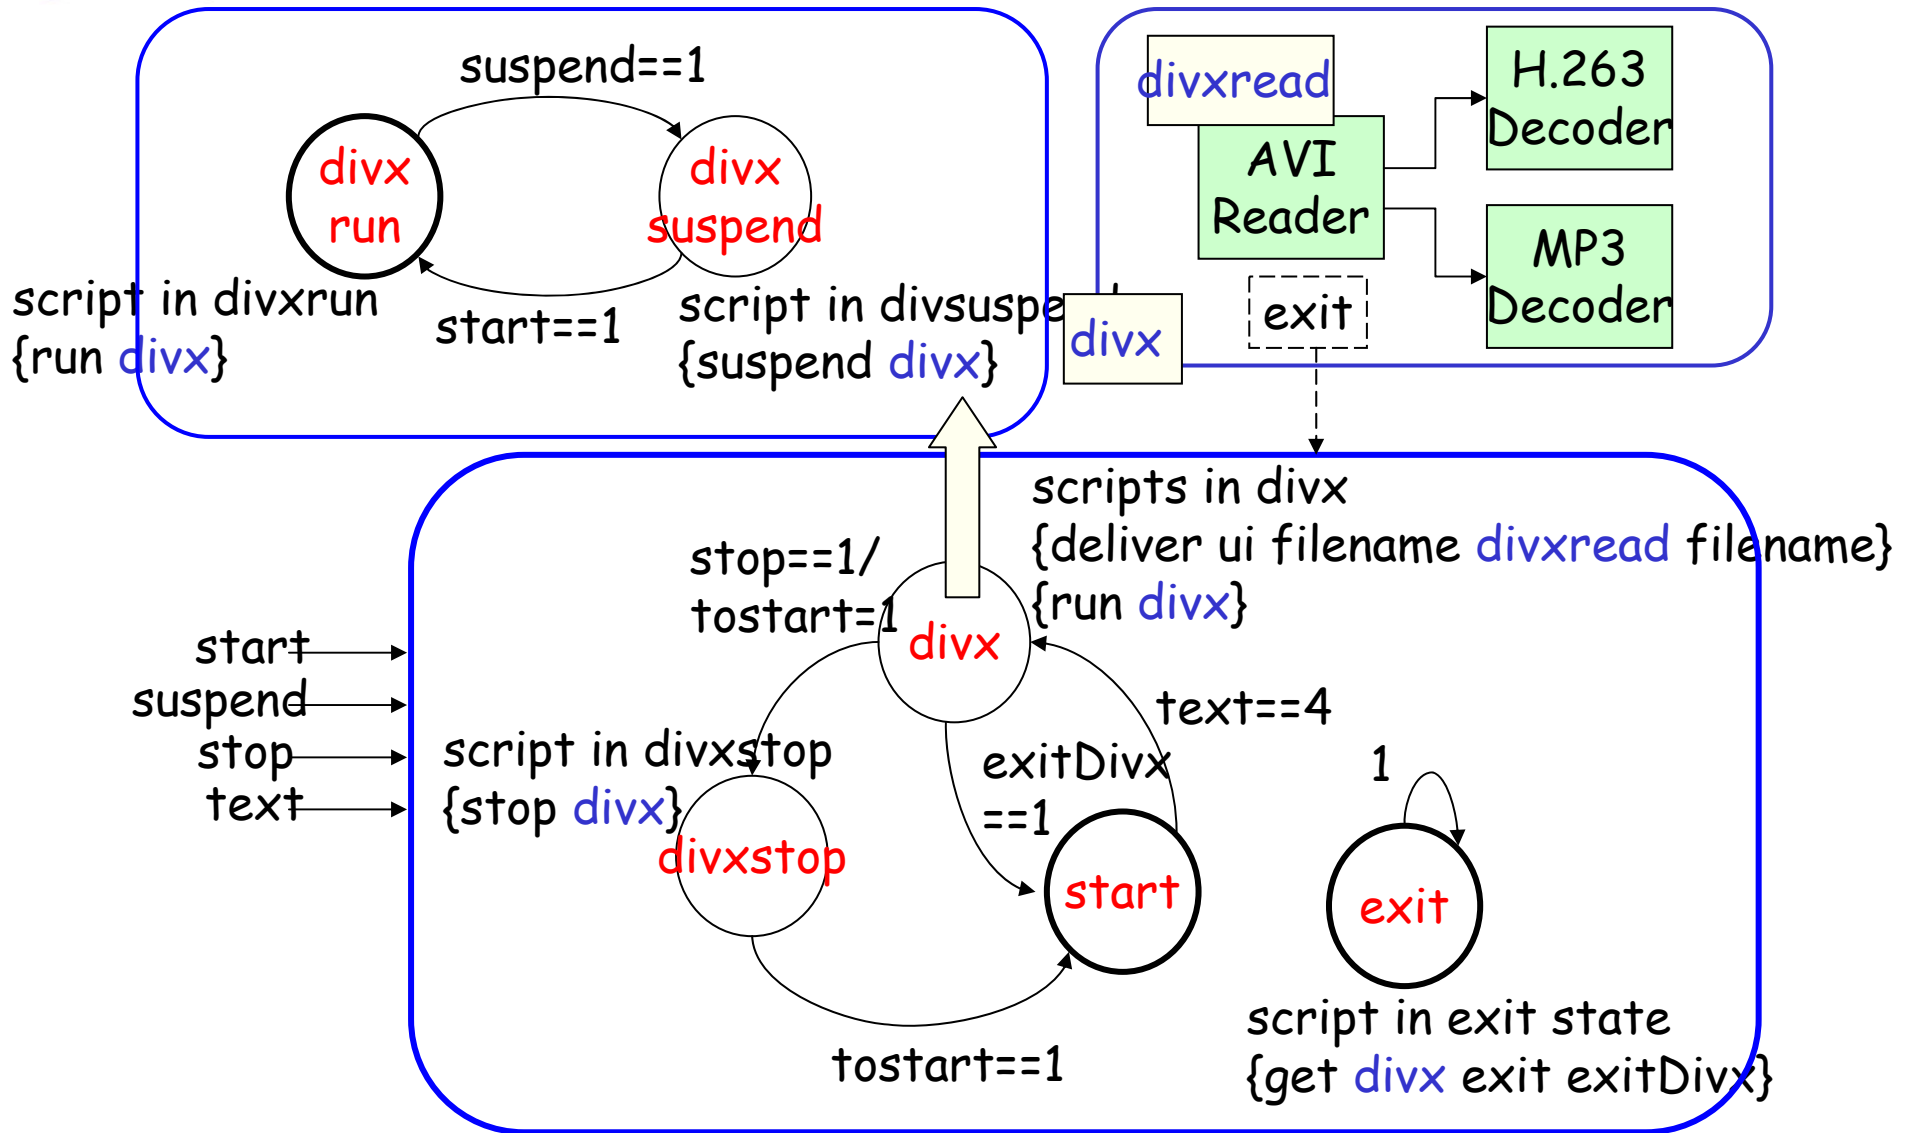 suspend==1
divx
run
divx
suspend
start==1
script in divxrun
{run divx}
script in divsuspe
{suspend divx}
divxread
AVI
Reader
H.263
Decoder
MP3
Decoder
exit
divx
scripts in divx
{deliver ui filename divxread filename}
{run divx}
stop==1/
tostart=1
divx
start
suspend
stop
text
text==4
script in divxstop
{stop divx}
divxstop
exitDivx
==1
start
1
exit
tostart==1
script in exit state
{get divx exit exitDivx}